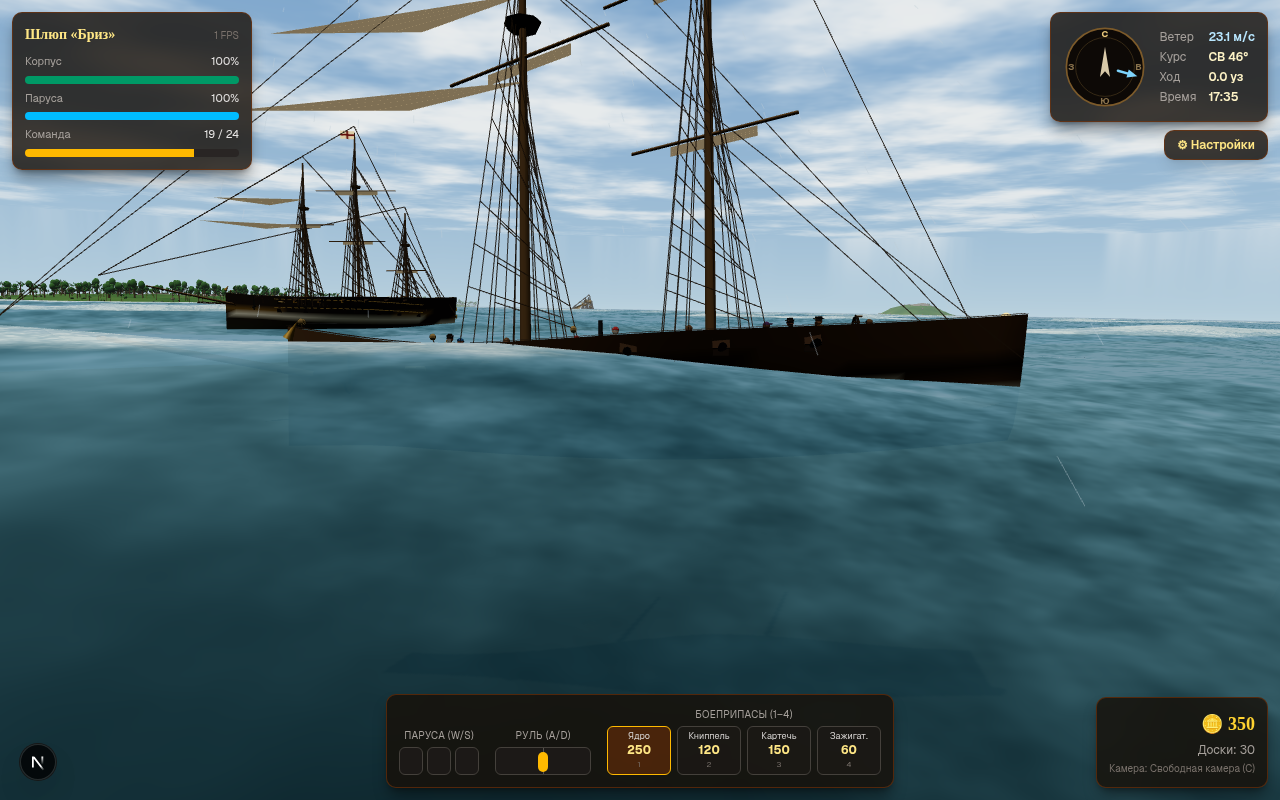 Шлюп «Бриз»
1 FPS
Корпус
100%
Паруса
100%
Команда
19 / 24
С
З
В
Ю
Ветер
23.1 м/с
Курс
СВ 46°
Ход
0.0 уз
Время
17:35
⚙ Настройки
ПАРУСА (W/S)
РУЛЬ (A/D)
БОЕПРИПАСЫ (1–4)
Ядро
250
1
Книппель
120
2
Картечь
150
3
Зажигат.
60
4
350
Доски: 30
Камера: Свободная камера (C)
N